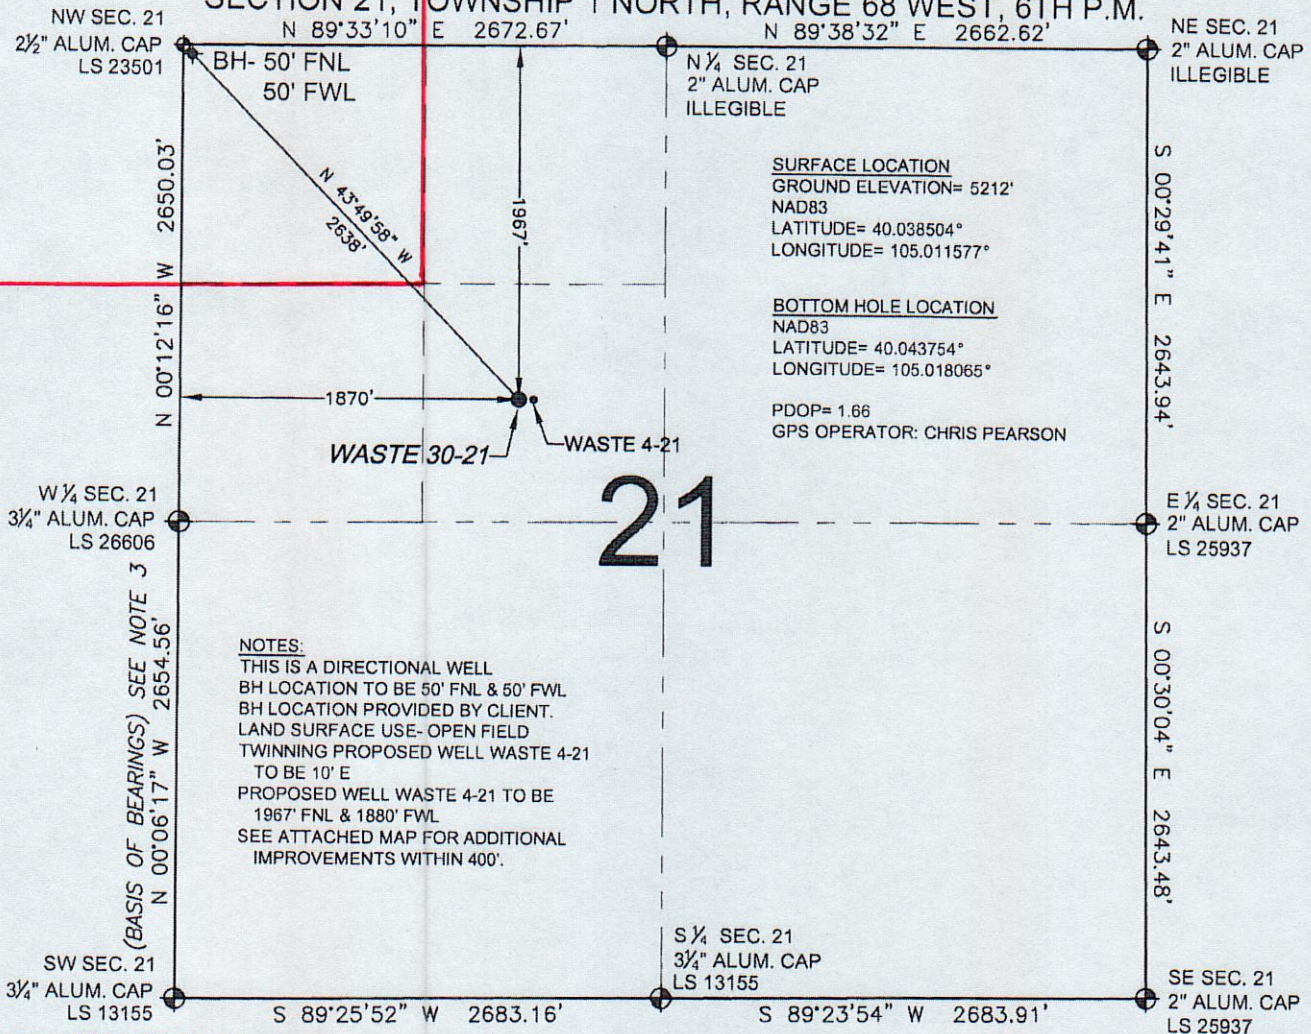 SECTION 21, TOWNSHIP 1 NORTH, RANGE 68 WEST, 6TH P.M.
N 89°33'10" E 2672.67'
N 89°38'32" E 2662.62'
NW SEC. 21
2½" ALUM. CAP
LS 23501
BH- 50' FNL
50' FWL
N ¼ SEC. 21
2" ALUM. CAP
ILLEGIBLE
NE SEC. 21
2" ALUM. CAP
ILLEGIBLE
N 00°12'16" W 2650.03'
N 43°49'58" W
2638'
1967'
1870'
WASTE 30-21
WASTE 4-21
SURFACE LOCATION
GROUND ELEVATION= 5212'
NAD83
LATITUDE= 40.038504°
LONGITUDE= 105.011577°
BOTTOM HOLE LOCATION
NAD83
LATITUDE= 40.043754°
LONGITUDE= 105.018065°
PDOP= 1.66
GPS OPERATOR: CHRIS PEARSON
S 00°29'41" E 2643.94'
W ¼ SEC. 21
3¼" ALUM. CAP
LS 26606
21
E ¼ SEC. 21
2" ALUM. CAP
LS 25937
(BASIS OF BEARINGS) SEE NOTE 3
N 00°06'17" W 2654.56'
NOTES:
THIS IS A DIRECTIONAL WELL
BH LOCATION TO BE 50' FNL & 50' FWL
BH LOCATION PROVIDED BY CLIENT.
LAND SURFACE USE- OPEN FIELD
TWINNING PROPOSED WELL WASTE 4-21
TO BE 10' E
PROPOSED WELL WASTE 4-21 TO BE
1967' FNL & 1880' FWL
SEE ATTACHED MAP FOR ADDITIONAL
IMPROVEMENTS WITHIN 400'.
S 00°30'04" E 2643.48'
SW SEC. 21
3¼" ALUM. CAP
LS 13155
S ¼ SEC. 21
3¼" ALUM. CAP
LS 13155
SE SEC. 21
2" ALUM. CAP
LS 25937
S 89°25'52" W 2683.16'
S 89°23'54" W 2683.91'